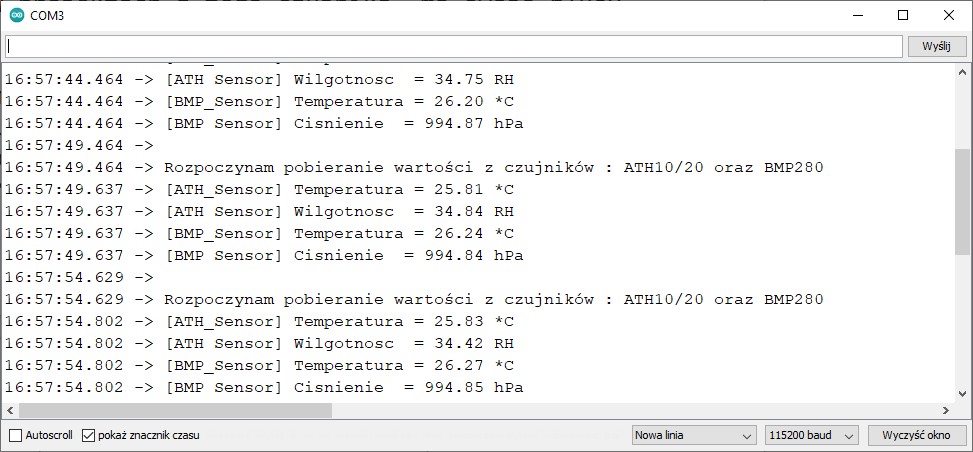 COM3
Wyślij
16:57:44.464 -> [ATH Sensor] Wilgotnosc  = 34.75 RH
16:57:44.464 -> [BMP_Sensor] Temperatura = 26.20 *C
16:57:44.464 -> [BMP Sensor] Cisnienie  = 994.87 hPa
16:57:49.464 ->
16:57:49.464 -> Rozpoczynam pobieranie wartości z czujników : ATH10/20 oraz BMP280
16:57:49.637 -> [ATH_Sensor] Temperatura = 25.81 *C
16:57:49.637 -> [ATH Sensor] Wilgotnosc  = 34.84 RH
16:57:49.637 -> [BMP_Sensor] Temperatura = 26.24 *C
16:57:49.637 -> [BMP Sensor] Cisnienie  = 994.84 hPa
16:57:54.629 ->
16:57:54.629 -> Rozpoczynam pobieranie wartości z czujników : ATH10/20 oraz BMP280
16:57:54.802 -> [ATH_Sensor] Temperatura = 25.83 *C
16:57:54.802 -> [ATH Sensor] Wilgotnosc  = 34.42 RH
16:57:54.802 -> [BMP_Sensor] Temperatura = 26.27 *C
16:57:54.802 -> [BMP Sensor] Cisnienie  = 994.85 hPa
Autoscroll pokaż znacznik czasu Nowa linia 115200 baud Wyczyść okno